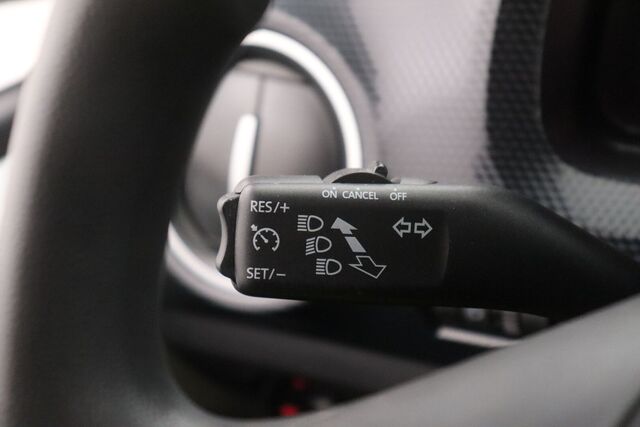 ON CANCEL OFF
RES/+
SET/-